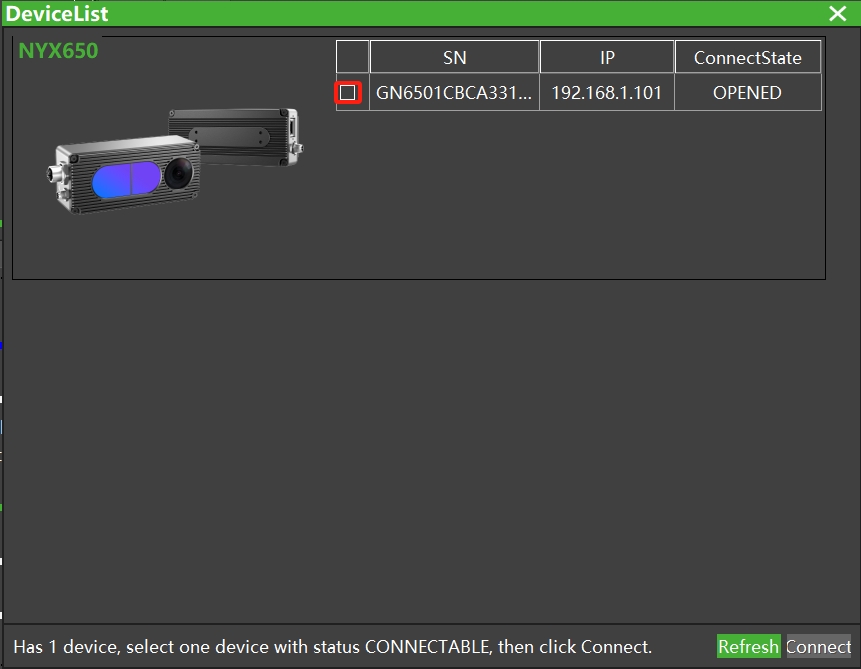 DeviceList
NYX650
SN IP ConnectState
GN6501CBCA331... 192.168.1.101 OPENED
Has 1 device, select one device with status CONNECTABLE, then click Connect. Refresh Connect